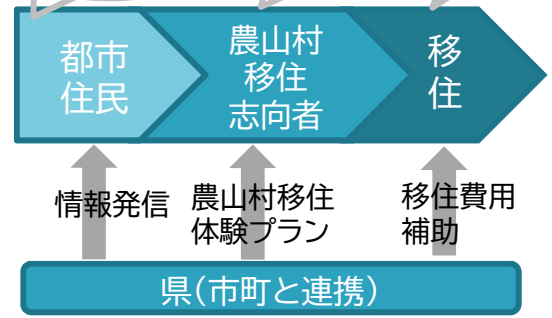 都市
住民
農山村
移住
志向者
移
住
情報発信
農山村移住
体験プラン
移住費用
補助
県(市町と連携)